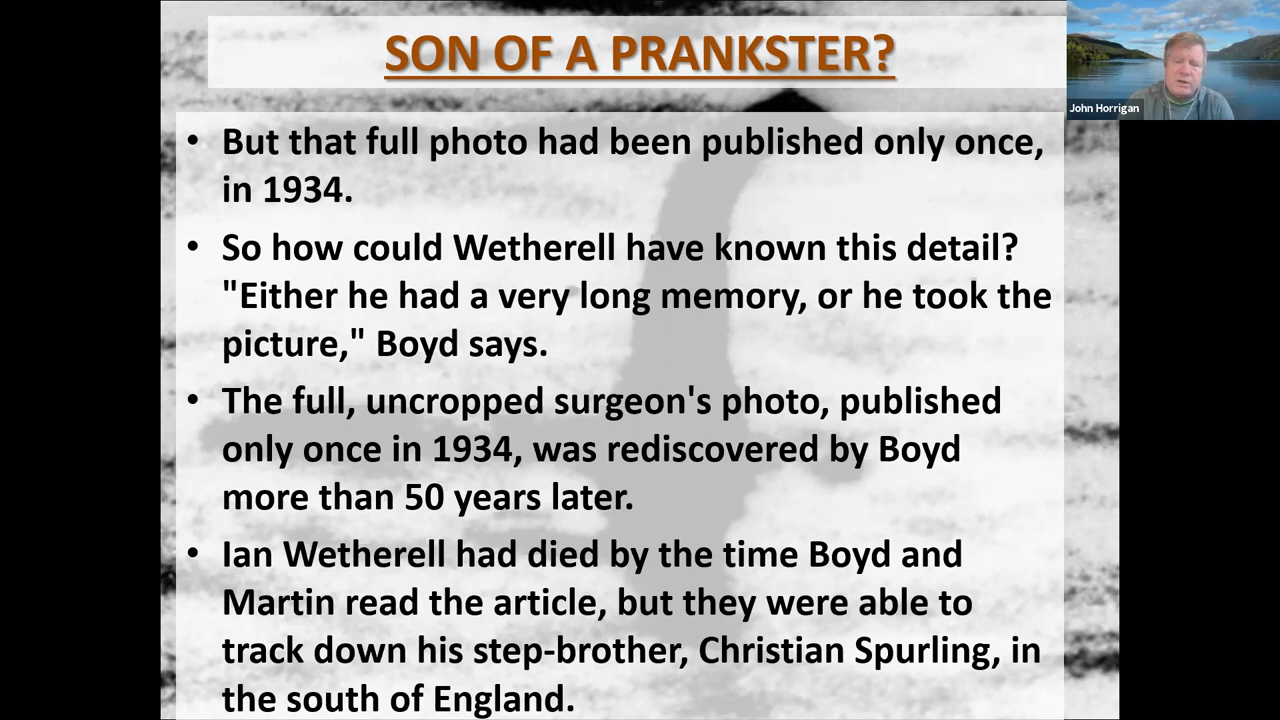 SON OF A PRANKSTER?
John Horrigan
• But that full photo had been published only once,
in 1934.
• So how could Wetherell have known this detail?
"Either he had a very long memory, or he took the
picture," Boyd says.
• The full, uncropped surgeon's photo, published
only once in 1934, was rediscovered by Boyd
more than 50 years later.
• Ian Wetherell had died by the time Boyd and
Martin read the article, but they were able to
track down his step-brother, Christian Spurling, in
the south of England.